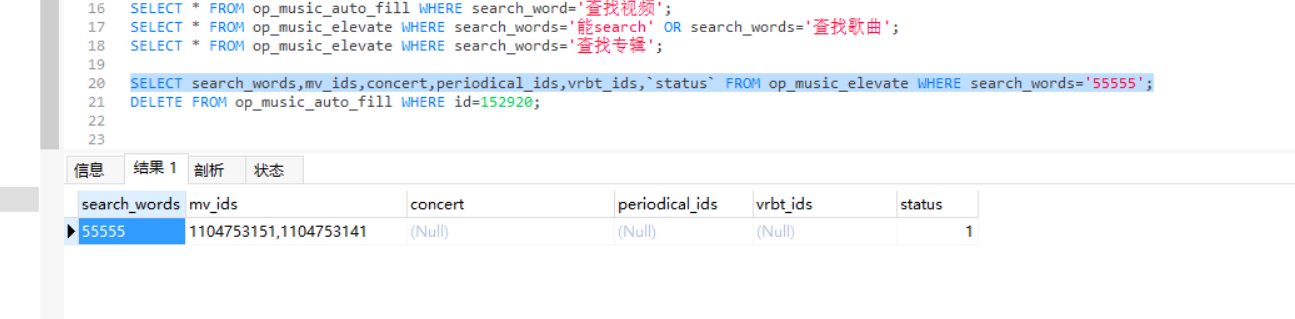 16 SELECT * FROM op_music_auto_fill WHERE search_word='查找视频';
17 SELECT * FROM op_music_elevate WHERE search_words='能search' OR search_words='查找歌曲';
18 SELECT * FROM op_music_elevate WHERE search_words='查找专辑';
19
20 SELECT search_words,mv_ids,concert,periodical_ids,vrbt_ids,`status` FROM op_music_elevate WHERE search_words='55555';
21 DELETE FROM op_music_auto_fill WHERE id=152920;
22
23
信息 结果 1 剖析 状态
search_words mv_ids concert periodical_ids vrbt_ids status
55555 1104753151,1104753141 (Null) (Null) (Null) 1